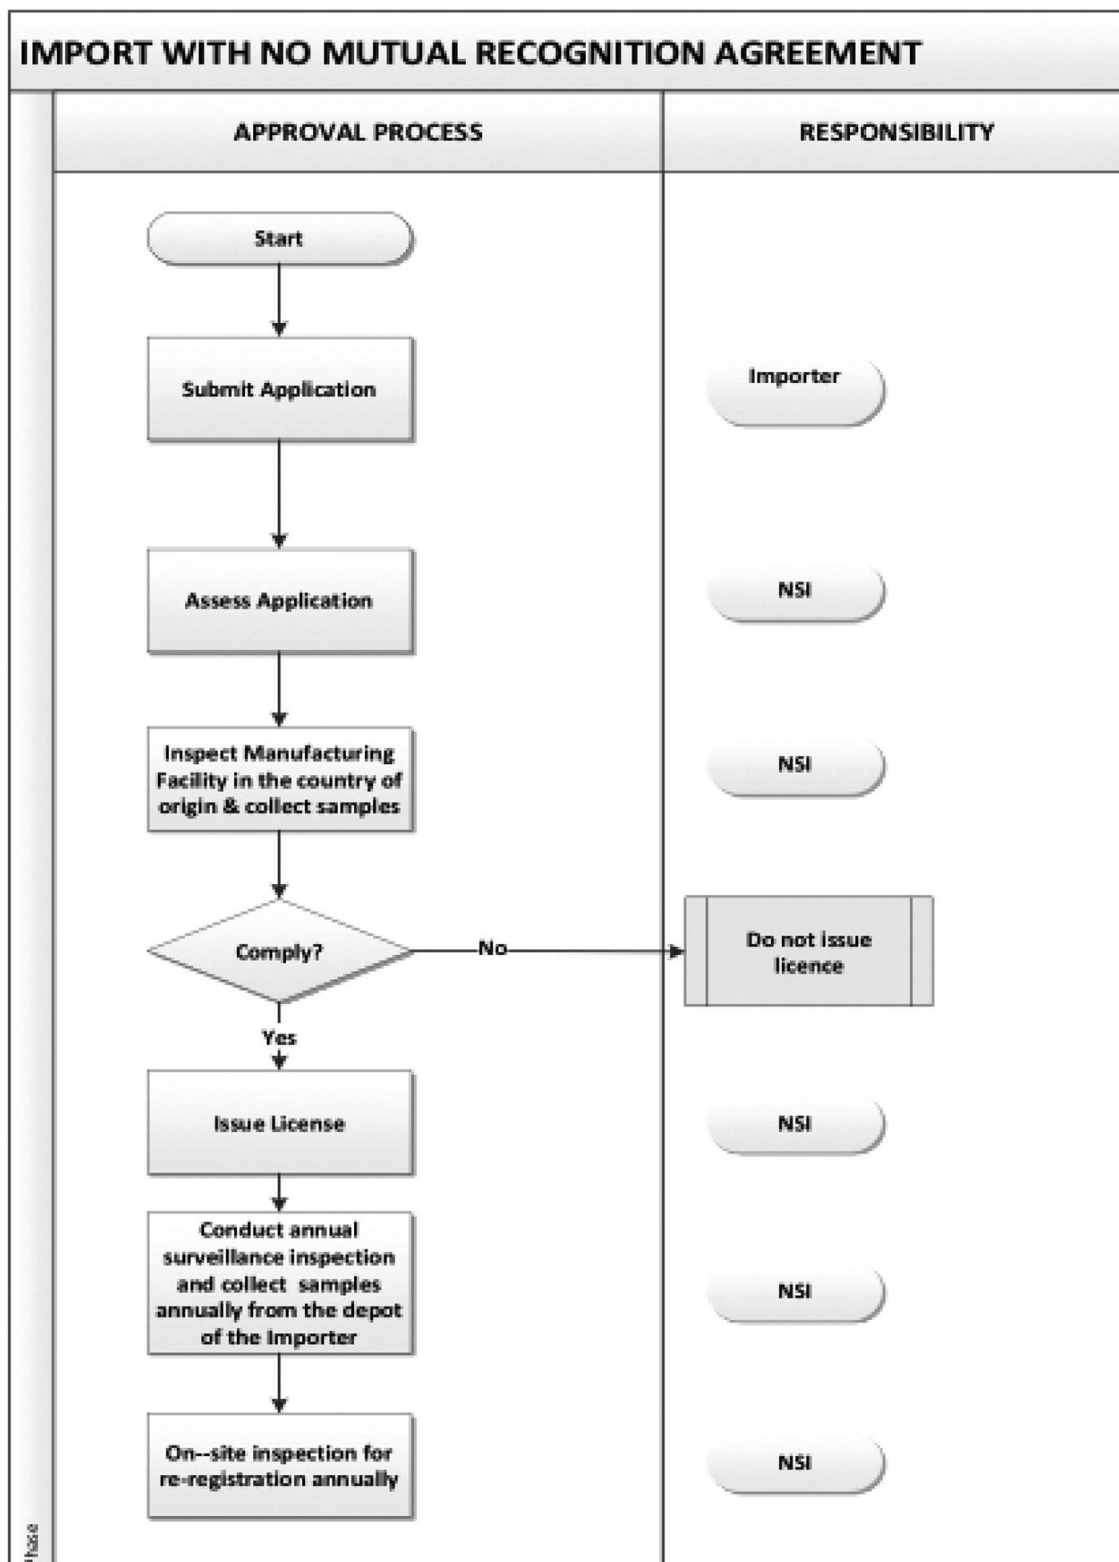 IMPORT WITH NO MUTUAL RECOGNITION AGREEMENT
APPROVAL PROCESS
RESPONSIBILITY
Start
Submit Application
Importer
Assess Application
NSI
Inspect Manufacturing
Facility in the country of
origin & collect samples
NSI
Comply?
No
Do not issue
licence
Yes
Issue License
NSI
Conduct annual
surveillance inspection
and collect samples
annually from the depot
of the Importer
NSI
On--site inspection for
re-registration annually
NSI